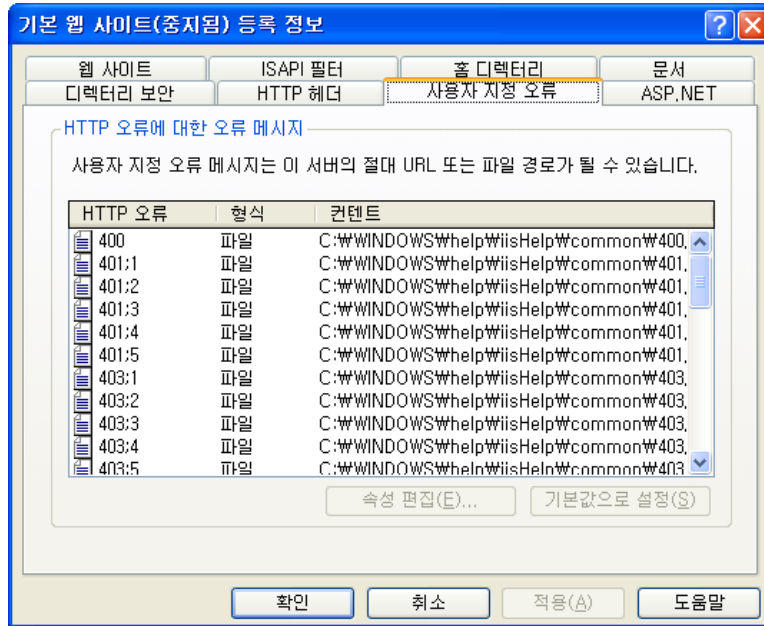 기본 웹 사이트(중지됨) 등록 정보
웹 사이트 ISAPI 필터 홈 디렉터리 문서
디렉터리 보안 HTTP 헤더 사용자 지정 오류 ASP.NET
HTTP 오류에 대한 오류 메시지
사용자 지정 오류 메시지는 이 서버의 절대 URL 또는 파일 경로가 될 수 있습니다.
HTTP 오류 형식 컨텐트
400 파일 C:₩WINDOWS₩help₩iisHelp₩common₩400,
401;1 파일 C:₩WINDOWS₩help₩iisHelp₩common₩401,
401;2 파일 C:₩WINDOWS₩help₩iisHelp₩common₩401,
401;3 파일 C:₩WINDOWS₩help₩iisHelp₩common₩401,
401;4 파일 C:₩WINDOWS₩help₩iisHelp₩common₩401,
401;5 파일 C:₩WINDOWS₩help₩iisHelp₩common₩401,
403;1 파일 C:₩WINDOWS₩help₩iisHelp₩common₩403,
403;2 파일 C:₩WINDOWS₩help₩iisHelp₩common₩403,
403;3 파일 C:₩WINDOWS₩help₩iisHelp₩common₩403,
403;4 파일 C:₩WINDOWS₩help₩iisHelp₩common₩403,
403;5 파일 C:₩WINDOWS₩help₩iisHelp₩common₩403
속성 편집(E)... 기본값으로 설정(S)
확인 취소 적용(A) 도움말